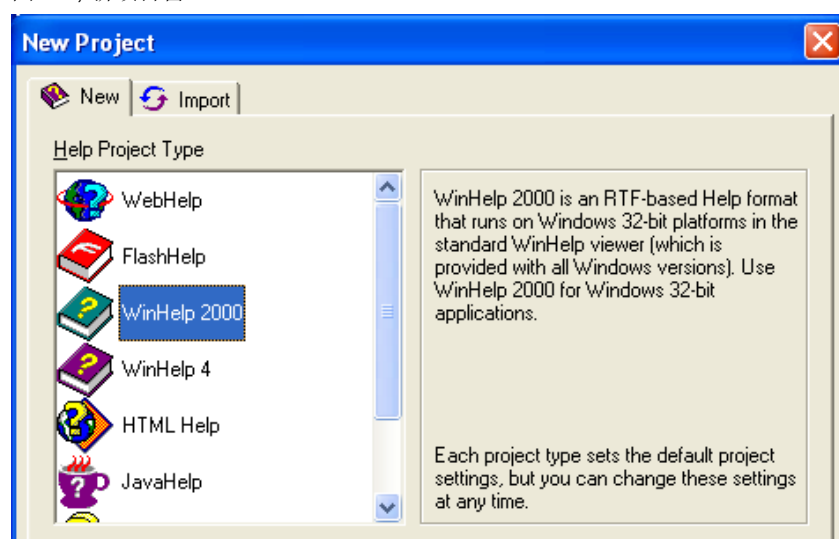 New Project
New Import
Help Project Type
WebHelp
FlashHelp
WinHelp 2000
WinHelp 4
HTML Help
JavaHelp
WinHelp 2000 is an RTF-based Help format
that runs on Windows 32-bit platforms in the
standard WinHelp viewer (which is
provided with all Windows versions). Use
WinHelp 2000 for Windows 32-bit
applications.
Each project type sets the default project
settings, but you can change these settings
at any time.